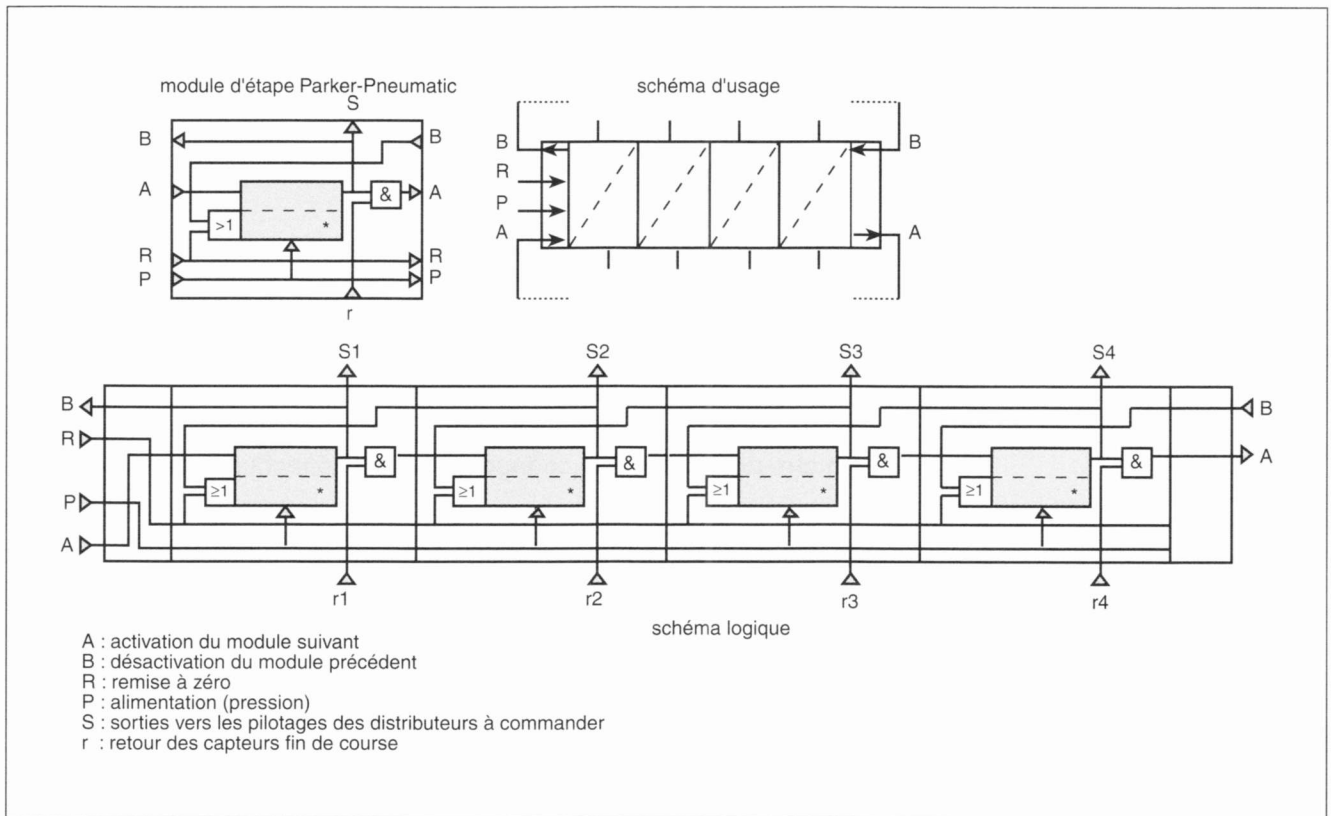 module d'étape Parker-Pneumatic
S
B
B
A
&
A
>1
*
R
R
P
P
r
schéma d'usage
B
B
R
P
A
A
S1
S2
S3
S4
B
B
R
&
&
&
&
A
≥1
*
≥1
*
≥1
*
≥1
*
P
A
r1
r2
r3
r4
schéma logique
A : activation du module suivant
B : désactivation du module précédent
R : remise à zéro
P : alimentation (pression)
S : sorties vers les pilotages des distributeurs à commander
r : retour des capteurs fin de course